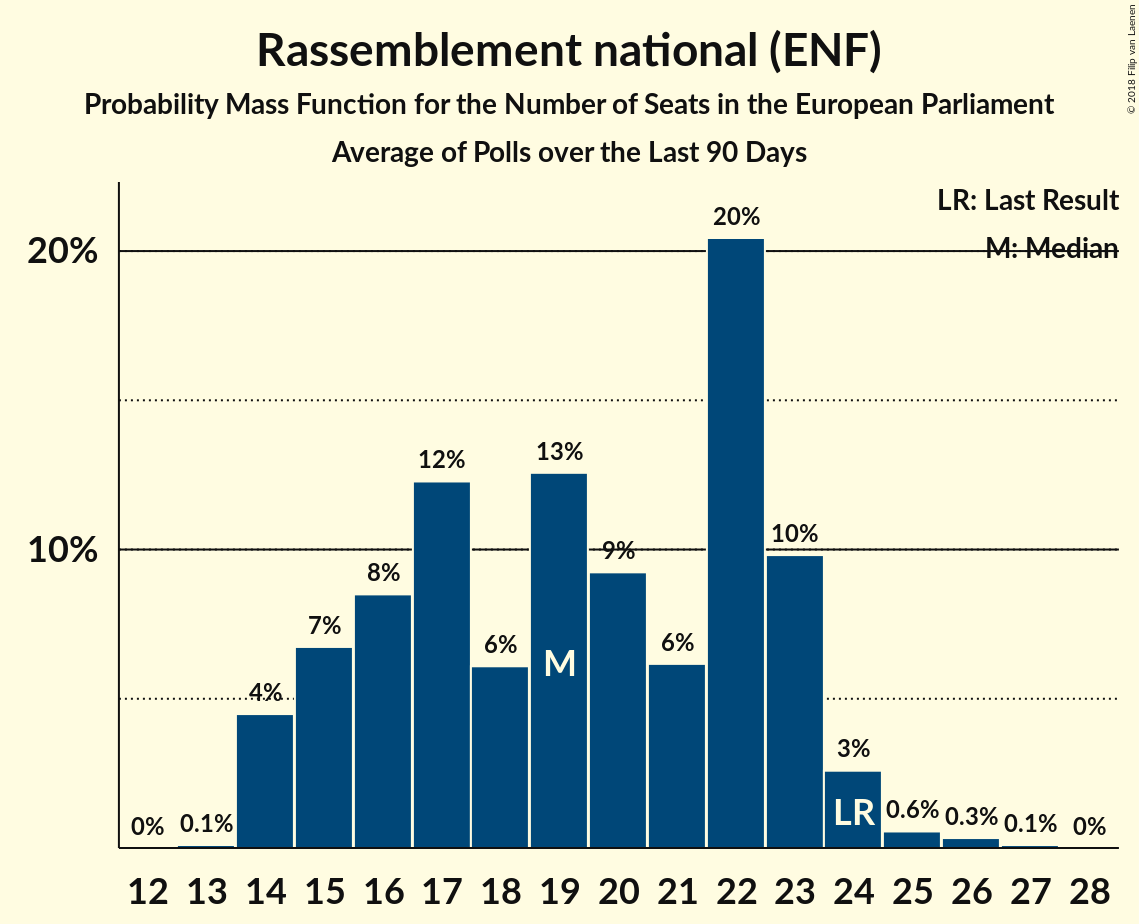 Rassemblement national (ENF)
Probability Mass Function for the Number of Seats in the European Parliament
Average of Polls over the Last 90 Days
© 2018 Filip van Laenen
LR: Last Result
M: Median
20%
10%
0%
0.1%
4%
7%
8%
12%
6%
13%
9%
6%
20%
10%
3%
0.6%
0.3%
0.1%
0%
M
LR
12 13 14 15 16 17 18 19 20 21 22 23 24 25 26 27 28